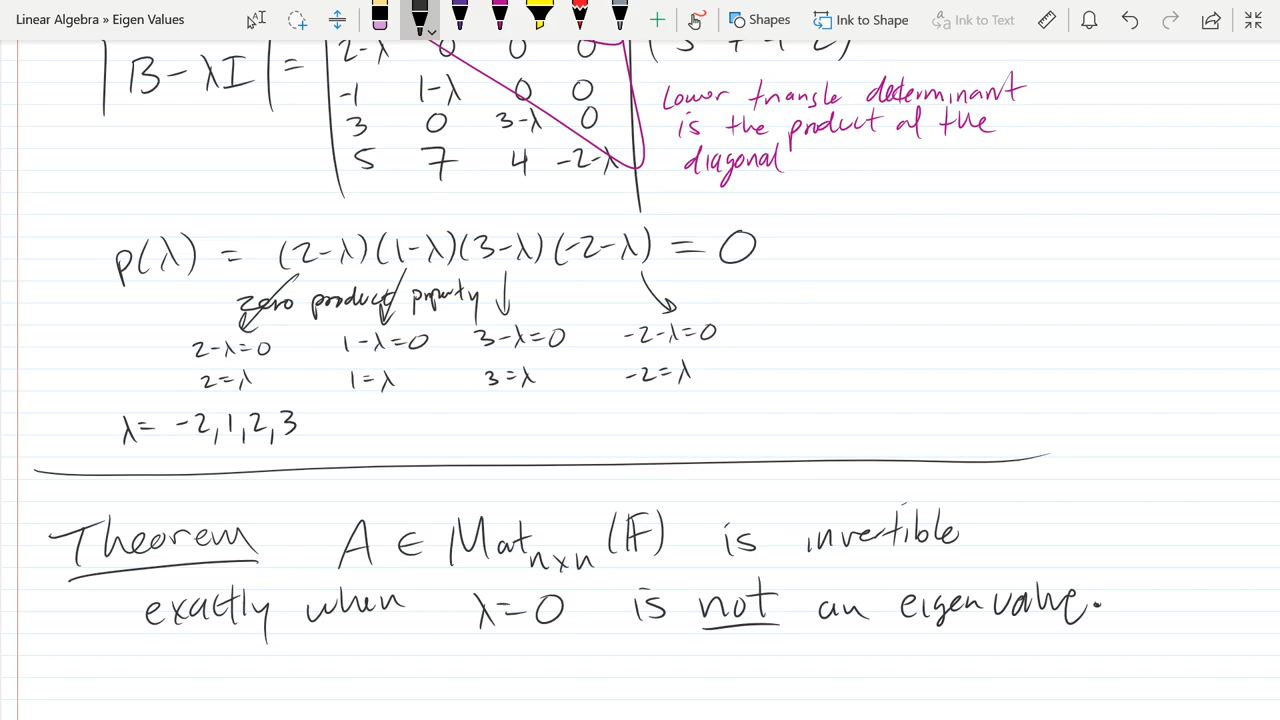 Linear Algebra » Eigen Values
Shapes
Ink to Shape
Ink to Text
|B - λI| =
2-λ 0 0 0
-1 1-λ 0 0
3 0 3-λ 0
5 7 4 -2-λ
Lower triangle determinant
is the product of the
diagonal
p(λ) = (2-λ)(1-λ)(3-λ)(-2-λ) = 0
zero product property
2-λ=0 1-λ=0 3-λ=0 -2-λ=0
2=λ 1=λ 3=λ -2=λ
λ= -2,1,2,3
Theorem A ∈ Mat_{n×n} (𝔽) is invertible
exactly when λ=0 is not an eigenvalue.